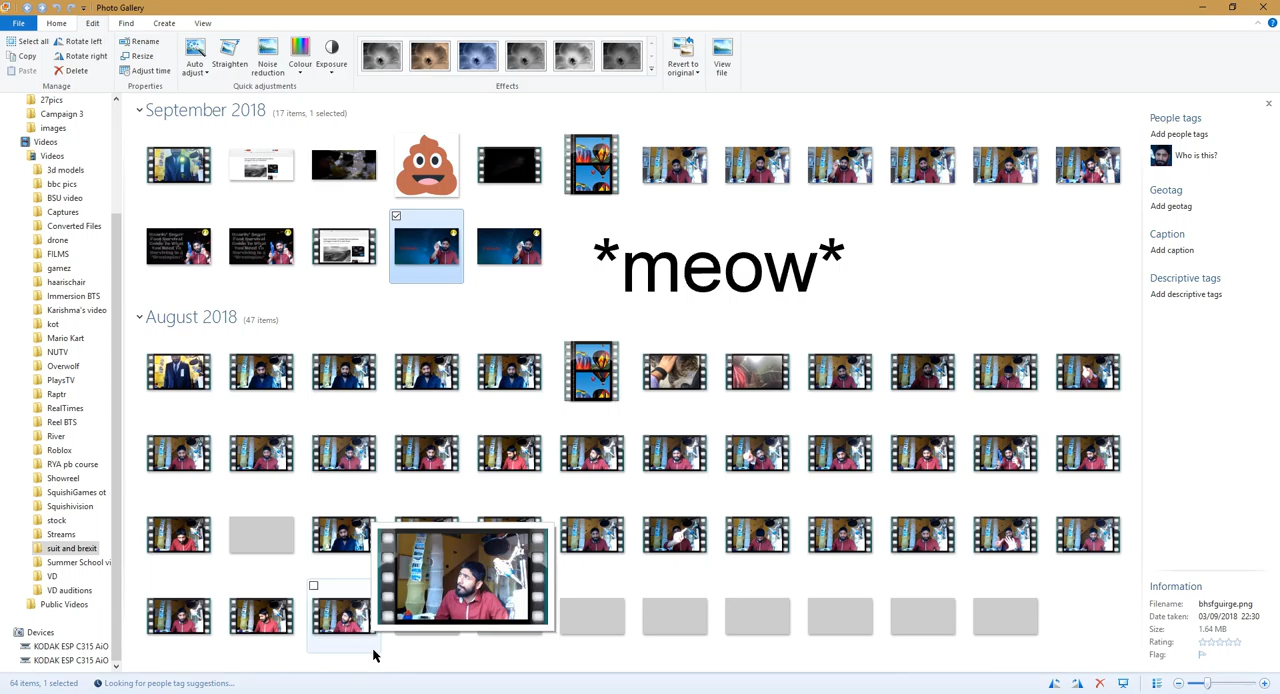 Photo Gallery
File Home Edit Find Create View
Select all
Copy
Paste
Rotate left
Rotate right
Delete
Manage
Rename
Resize
Adjust time
Properties
Auto adjust
Straighten
Noise reduction
Colour
Exposure
Quick adjustments
Effects
Revert to original
View file
27pics
Campaign 3
images
Videos
Videos
3d models
bbc pics
BSU video
Captures
Converted Files
drone
FILMS
gamez
haarischair
Immersion BTS
Karishma's video
kot
Mario Kart
NUTV
Overwolf
PlaysTV
Raptr
RealTimes
Reel BTS
River
Roblox
RYA pb course
Showreel
SquishiGames ot
Squishivision
stock
Streams
suit and brexit
Summer School vi
VD
VD auditions
Public Videos
Devices
KODAK ESP C315 AiO
KODAK ESP C315 AiO
September 2018 (17 items, 1 selected)
*meow*
August 2018 (47 items)
People tags
Add people tags
Who is this?
Geotag
Add geotag
Caption
Add caption
Descriptive tags
Add descriptive tags
Information
Filename: bhsfguirge.png
Date taken: 03/09/2018 22:30
Size: 1.64 MB
Rating:
Flag:
64 items, 1 selected
Looking for people tag suggestions...